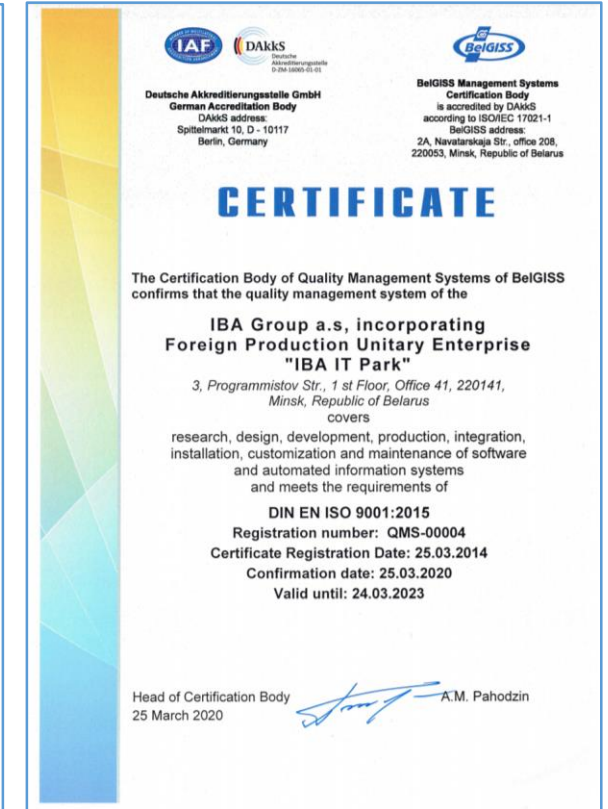 IAF
DAkkS
Deutsche
Akkreditierungsstelle
D-ZM-16065-01-01
Deutsche Akkreditierungsstelle GmbH
German Accreditation Body
DAkkS address:
Spittelmarkt 10, D - 10117
Berlin, Germany
BelGISS
BelGISS Management Systems
Certification Body
is accredited by DAkkS
according to ISO/IEC 17021-1
BelGISS address:
2A, Navatarskaja Str., office 208,
220053, Minsk, Republic of Belarus
CERTIFICATE
The Certification Body of Quality Management Systems of BelGISS
confirms that the quality management system of the
IBA Group a.s, incorporating
Foreign Production Unitary Enterprise
"IBA IT Park"
3, Programmistov Str., 1 st Floor, Office 41, 220141,
Minsk, Republic of Belarus
covers
research, design, development, production, integration,
installation, customization and maintenance of software
and automated information systems
and meets the requirements of
DIN EN ISO 9001:2015
Registration number: QMS-00004
Certificate Registration Date: 25.03.2014
Confirmation date: 25.03.2020
Valid until: 24.03.2023
Head of Certification Body
A.M. Pahodzin
25 March 2020